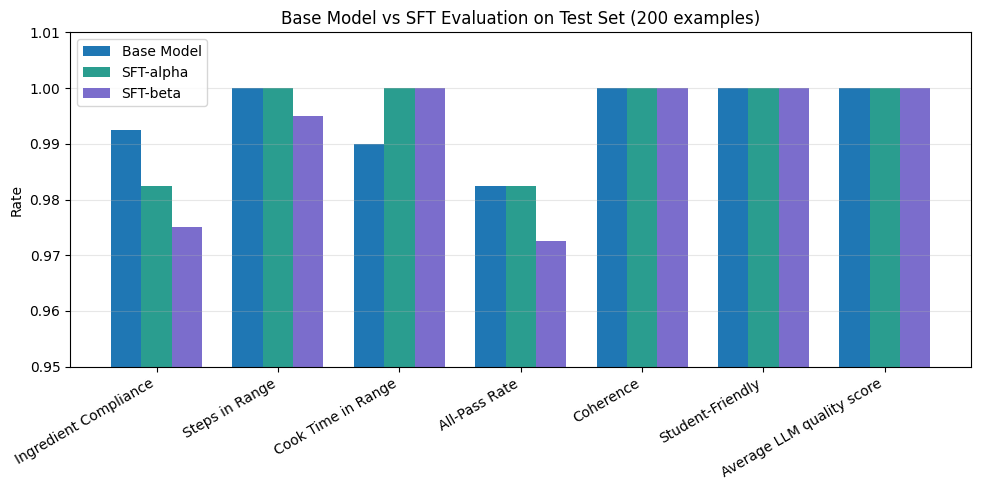 Base Model vs SFT Evaluation on Test Set (200 examples)
Base Model
SFT-alpha
SFT-beta
Rate
1.01
1.00
0.99
0.98
0.97
0.96
0.95
Ingredient Compliance
Steps in Range
Cook Time in Range
All-Pass Rate
Coherence
Student-Friendly
Average LLM quality score